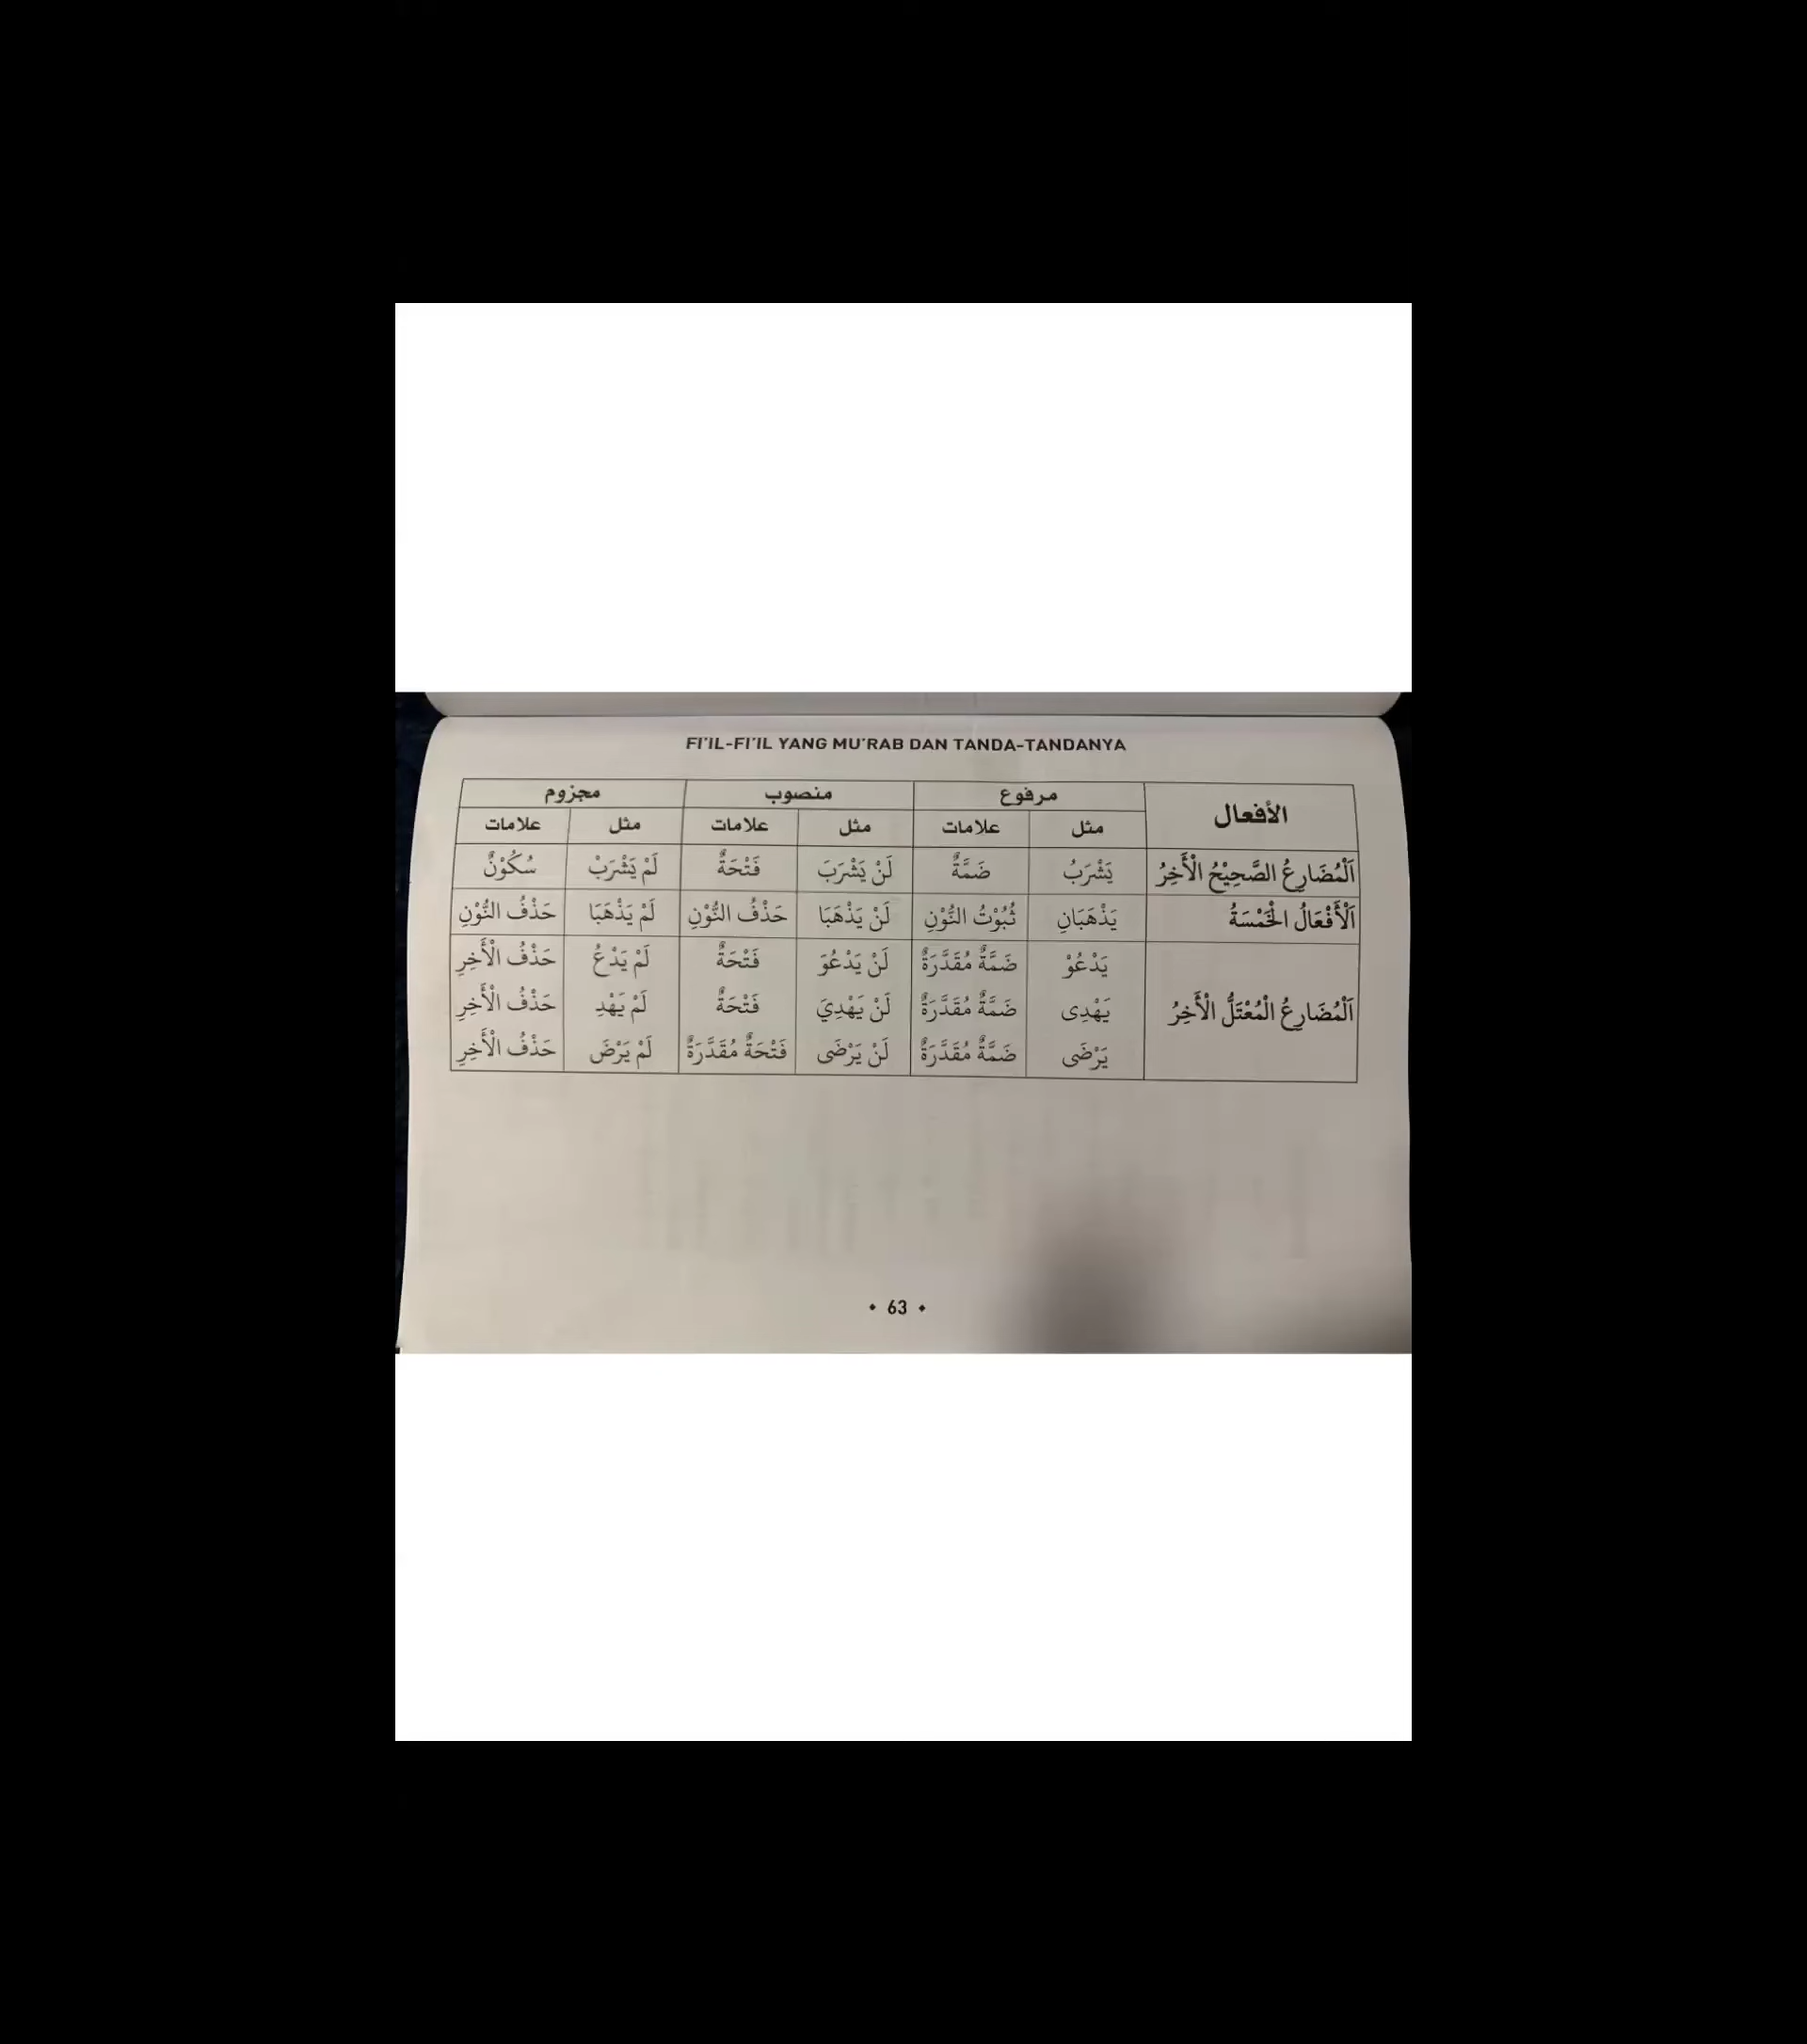 FI'IL-FI'IL YANG MU'RAB DAN TANDA-TANDANYA
الأفعال مرفوع منصوب مجزوم
مثل علامات مثل علامات مثل علامات
اَلْمُضَارِعُ الصَّحِيْحُ الْأَخِرُ يَشْرَبُ ضَمَّةٌ لَنْ يَشْرَبَ فَتْحَةٌ لَمْ يَشْرَبْ سُكُوْنٌ
اَلْأَفْعَالُ الْخَمْسَةُ يَذْهَبَانِ ثُبُوْتُ النُّوْنِ لَنْ يَذْهَبَا حَذْفُ النُّوْنِ لَمْ يَذْهَبَا حَذْفُ النُّوْنِ
يَدْعُوْ ضَمَّةٌ مُقَدَّرَةٌ لَنْ يَدْعُوَ فَتْحَةٌ لَمْ يَدْعُ حَذْفُ الْأَخِرِ
اَلْمُضَارِعُ الْمُعْتَلُّ الْأَخِرُ يَهْدِى ضَمَّةٌ مُقَدَّرَةٌ لَنْ يَهْدِيَ فَتْحَةٌ لَمْ يَهْدِ حَذْفُ الْأَخِرِ
يَرْضَى ضَمَّةٌ مُقَدَّرَةٌ لَنْ يَرْضَى فَتْحَةٌ مُقَدَّرَةٌ لَمْ يَرْضَ حَذْفُ الْأَخِرِ
• 63 •